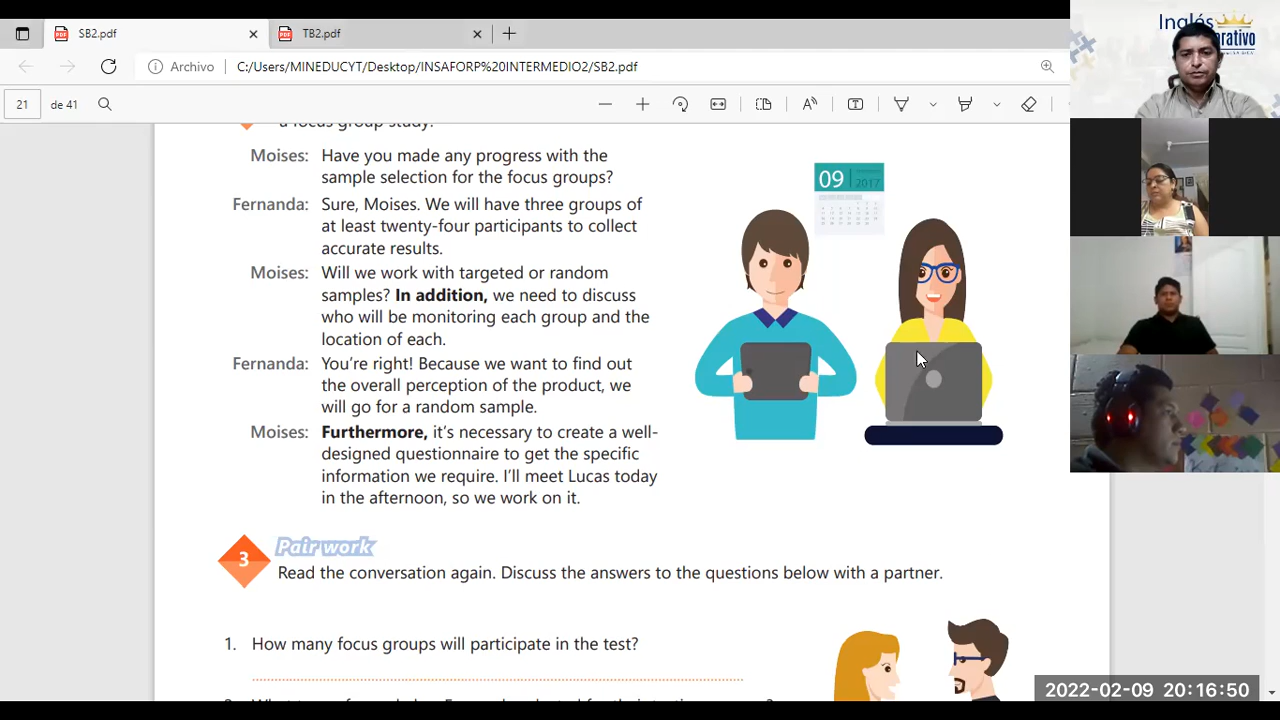 SB2.pdf
TB2.pdf
Archivo
C:/Users/MINEDUCYT/Desktop/INSAFORP%20INTERMEDIO2/SB2.pdf
21 de 41
Inglés
a focus group study.
Moises: Have you made any progress with the
sample selection for the focus groups?
Fernanda: Sure, Moises. We will have three groups of
at least twenty-four participants to collect
accurate results.
Moises: Will we work with targeted or random
samples? In addition, we need to discuss
who will be monitoring each group and the
location of each.
Fernanda: You’re right! Because we want to find out
the overall perception of the product, we
will go for a random sample.
Moises: Furthermore, it’s necessary to create a well-
designed questionnaire to get the specific
information we require. I’ll meet Lucas today
in the afternoon, so we work on it.
09
2017
3
Pair work
Read the conversation again. Discuss the answers to the questions below with a partner.
1. How many focus groups will participate in the test?
2022-02-09 20:16:50